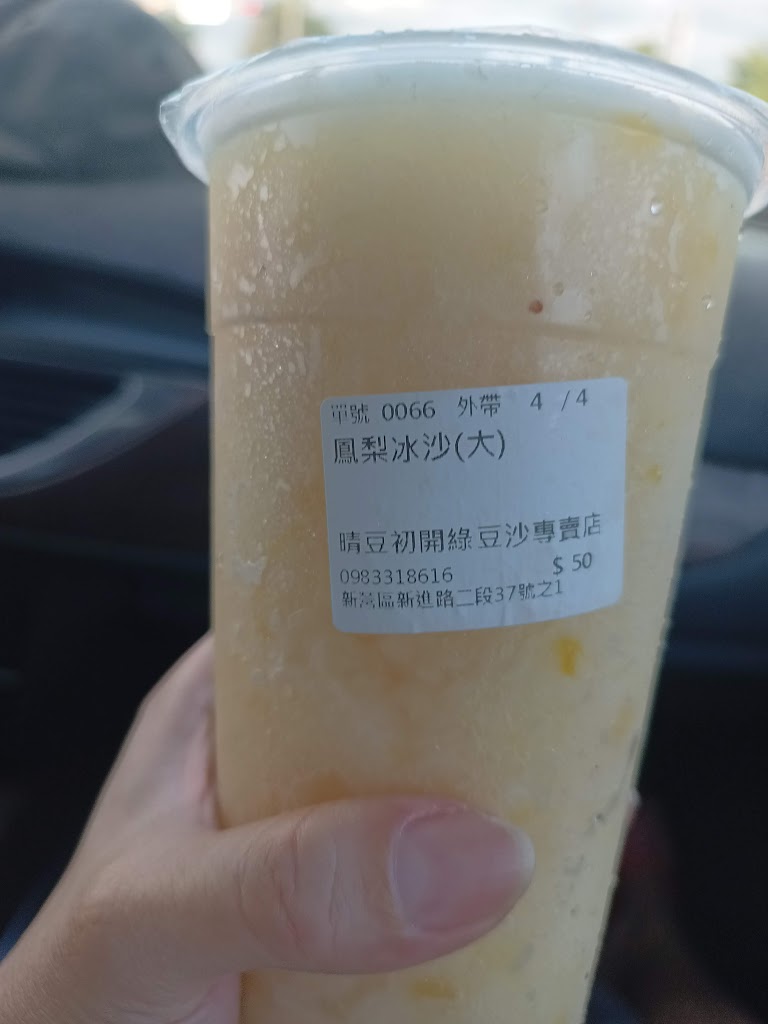 單號 0066 外帶 4 / 4
鳳梨冰沙(大)
晴豆初開綠豆沙專賣店
0983318616 $ 50
新營區新進路二段37號之1